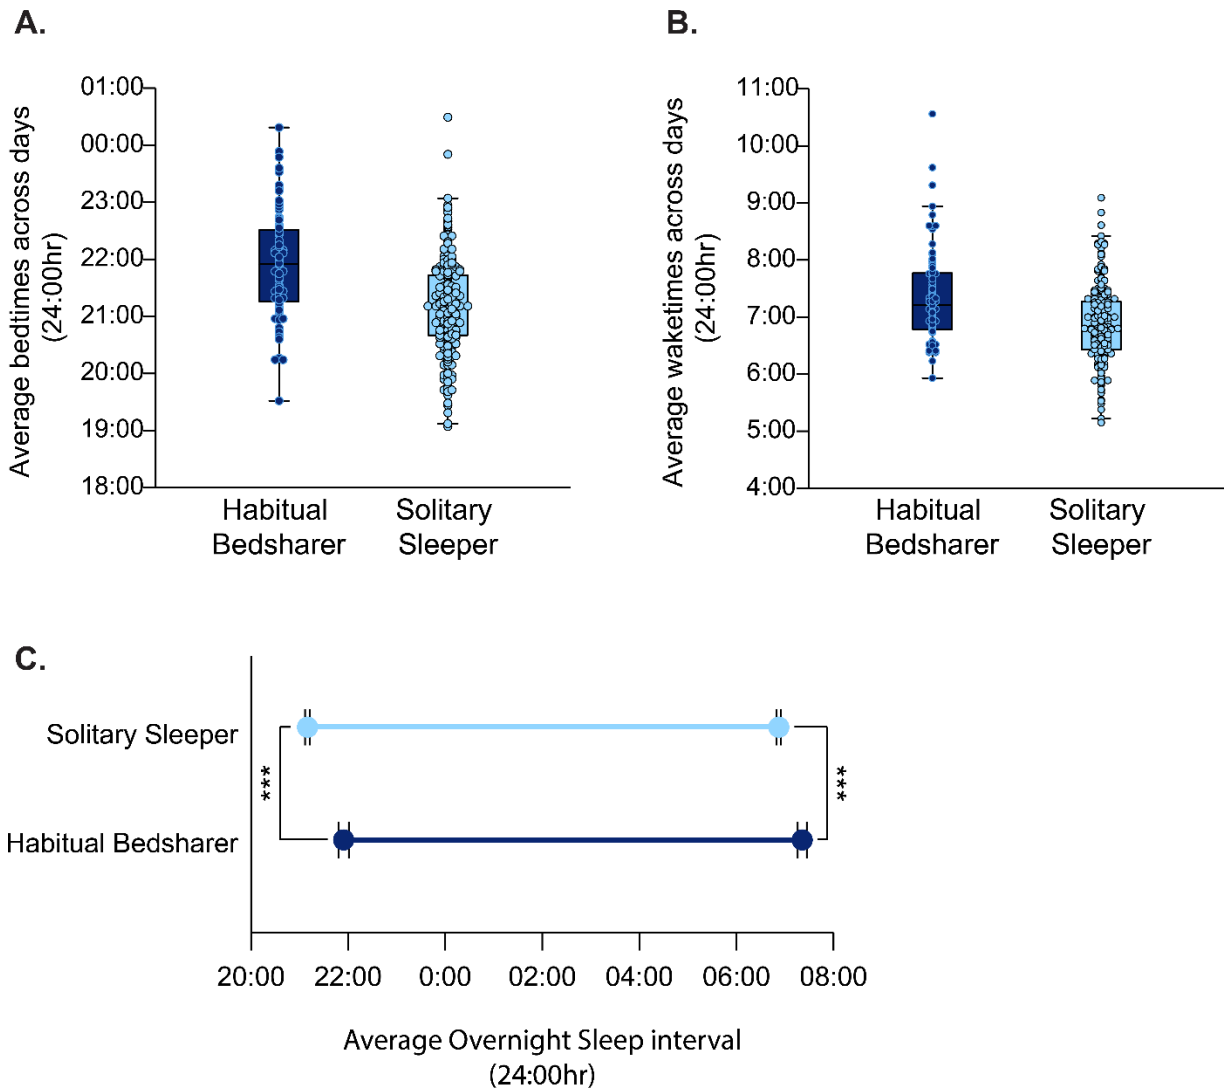 A.
Average bedtimes across days
(24:00hr)
01:00
00:00
23:00
22:00
21:00
20:00
19:00
18:00
Habitual
Bedsharer
Solitary
Sleeper
B.
Average waketimes across days
(24:00hr)
11:00
10:00
9:00
8:00
7:00
6:00
5:00
4:00
Habitual
Bedsharer
Solitary
Sleeper
C.
Solitary Sleeper
Habitual Bedsharer
***
***
20:00 22:00 0:00 02:00 04:00 06:00 08:00
Average Overnight Sleep interval
(24:00hr)